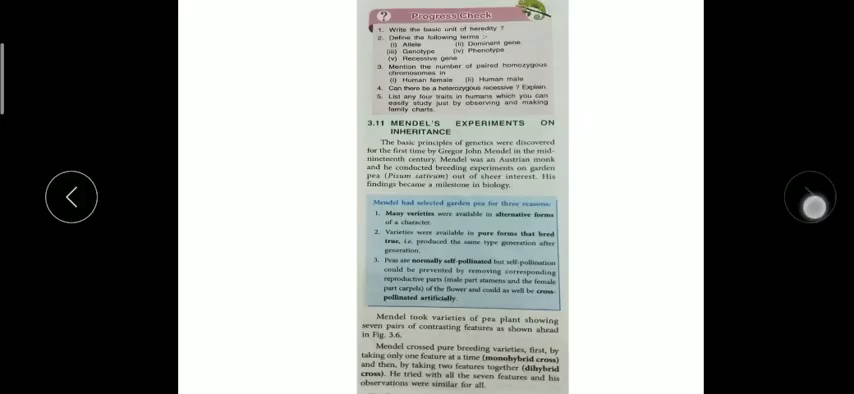 ?
Progress Check
1. Write the basic unit of heredity ?
2. Define the following terms :-
(i) Allele (ii) Dominant gene
(iii) Genotype (iv) Phenotype
(v) Recessive gene
3. Mention the number of paired homozygous
chromosomes in
(i) Human female (ii) Human male
4. Can there be a heterozygous recessive ? Explain.
5. List any four traits in humans which you can
easily study just by observing and making
family charts.
3.11 MENDEL'S EXPERIMENTS ON
INHERITANCE
The basic principles of genetics were discovered
for the first time by Gregor John Mendel in the mid-
nineteenth century. Mendel was an Austrian monk
and he conducted breeding experiments on garden
pea (Pisum sativum) out of sheer interest. His
findings became a milestone in biology.
Mendel had selected garden pea for three reasons:
1. Many varieties were available in alternative forms
of a character.
2. Varieties were available in pure forms that bred
true, i.e. produced the same type generation after
generation.
3. Peas are normally self-pollinated but self-pollination
could be prevented by removing corresponding
reproductive parts (male part stamens and the female
part carpels) of the flower and could as well be cross-
pollinated artificially.
Mendel took varieties of pea plant showing
seven pairs of contrasting features as shown ahead
in Fig. 3.6.
Mendel crossed pure breeding varieties, first, by
taking only one feature at a time (monohybrid cross)
and then, by taking two features together (dihybrid
cross). He tried with all the seven features and his
observations were similar for all.